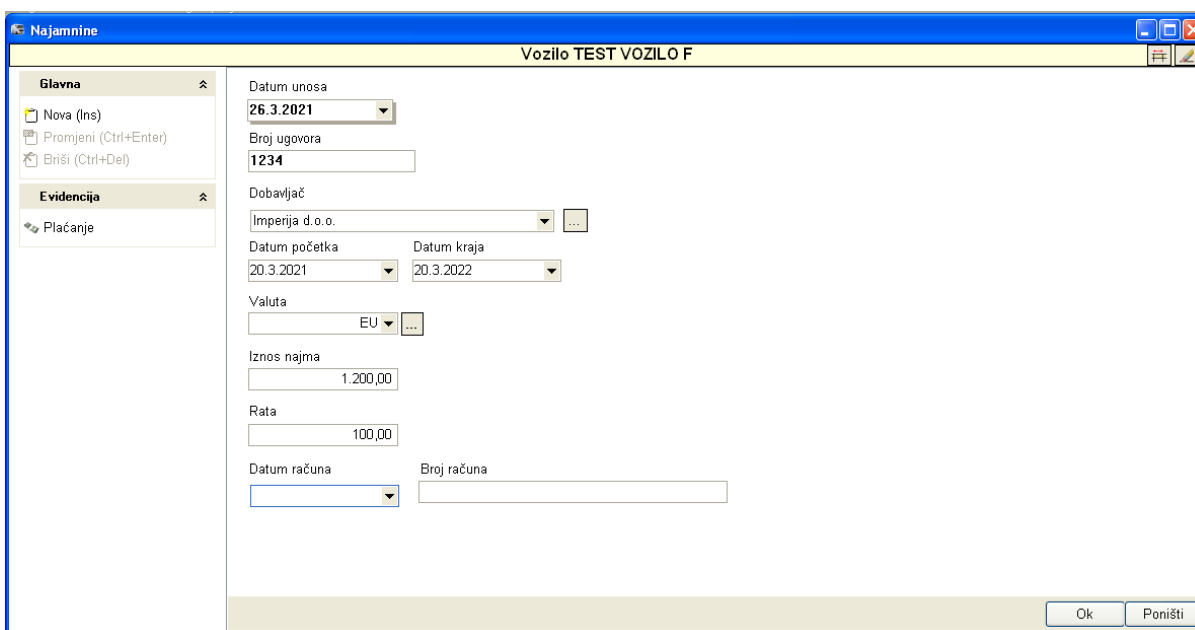 Najamnine
Vozilo TEST VOZILO F
Glavna
Nova (Ins)
Promjeni (Ctrl+Enter)
Briši (Ctrl+Del)
Evidencija
Plaćanje
Datum unosa
26.3.2021
Broj ugovora
1234
Dobavljač
Imperija d.o.o. ...
Datum početka Datum kraja
20.3.2021 20.3.2022
Valuta
EU ...
Iznos najma
1.200,00
Rata
100,00
Datum računa Broj računa
Ok Poništi